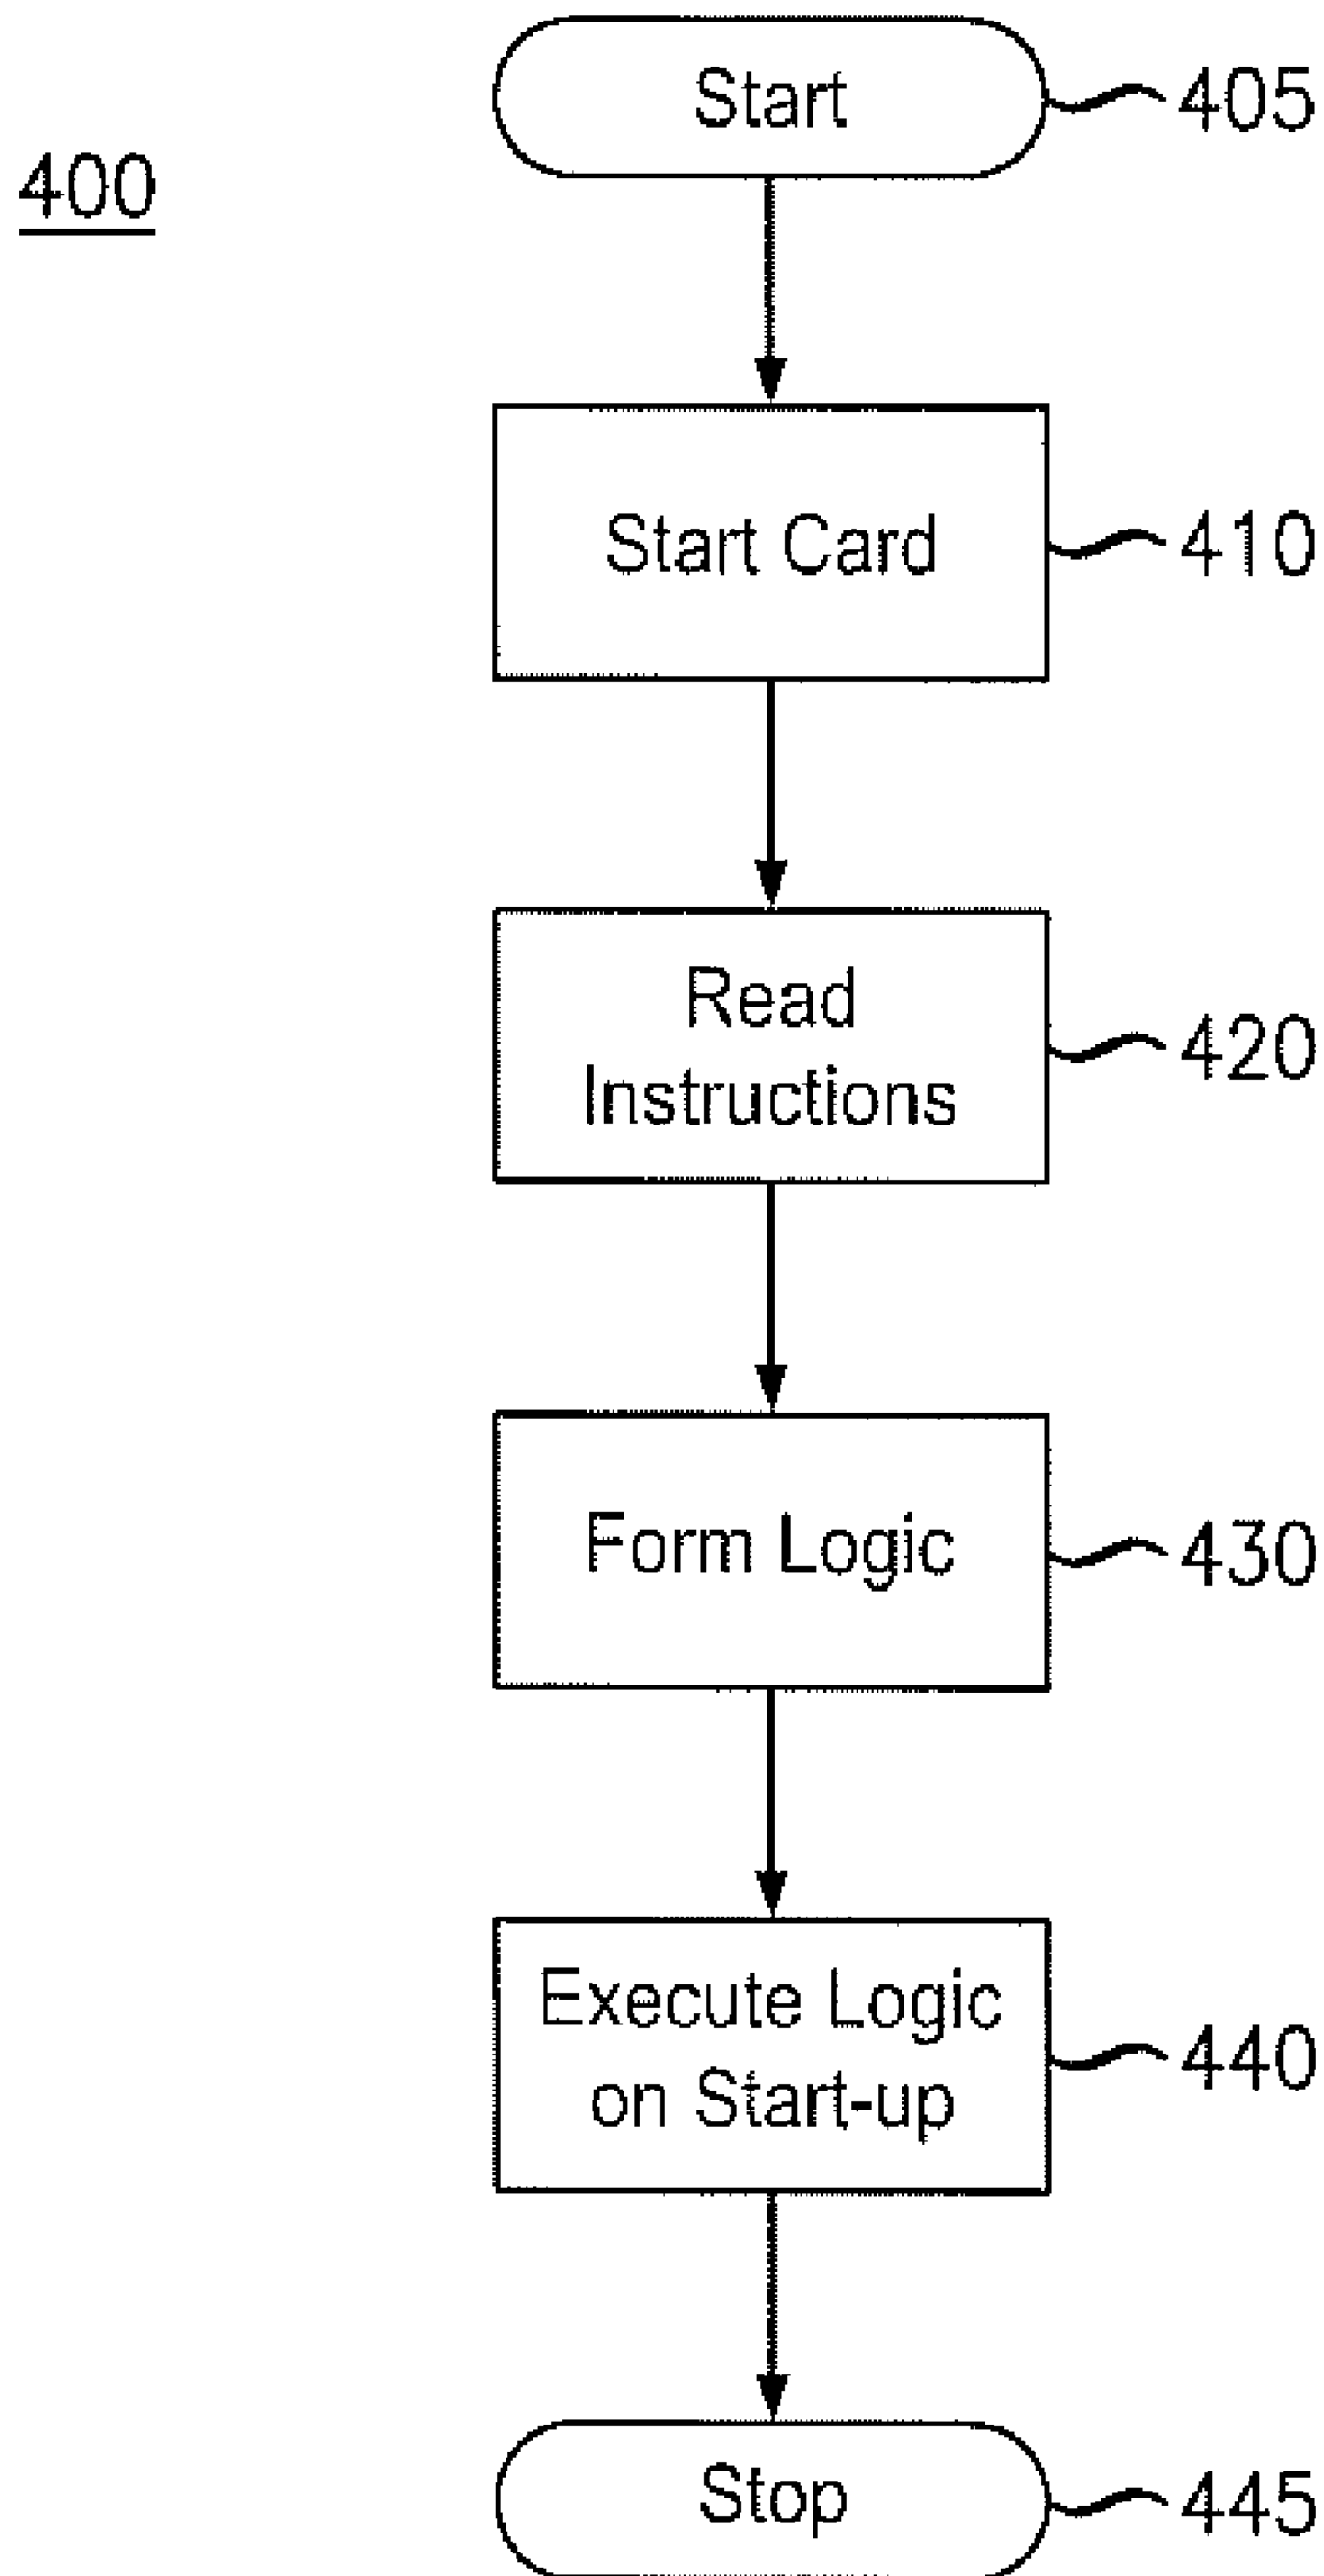 Start
405
400
Start Card
410
Read
Instructions
420
Form Logic
430
Execute Logic
on Start-up
440
Stop
445